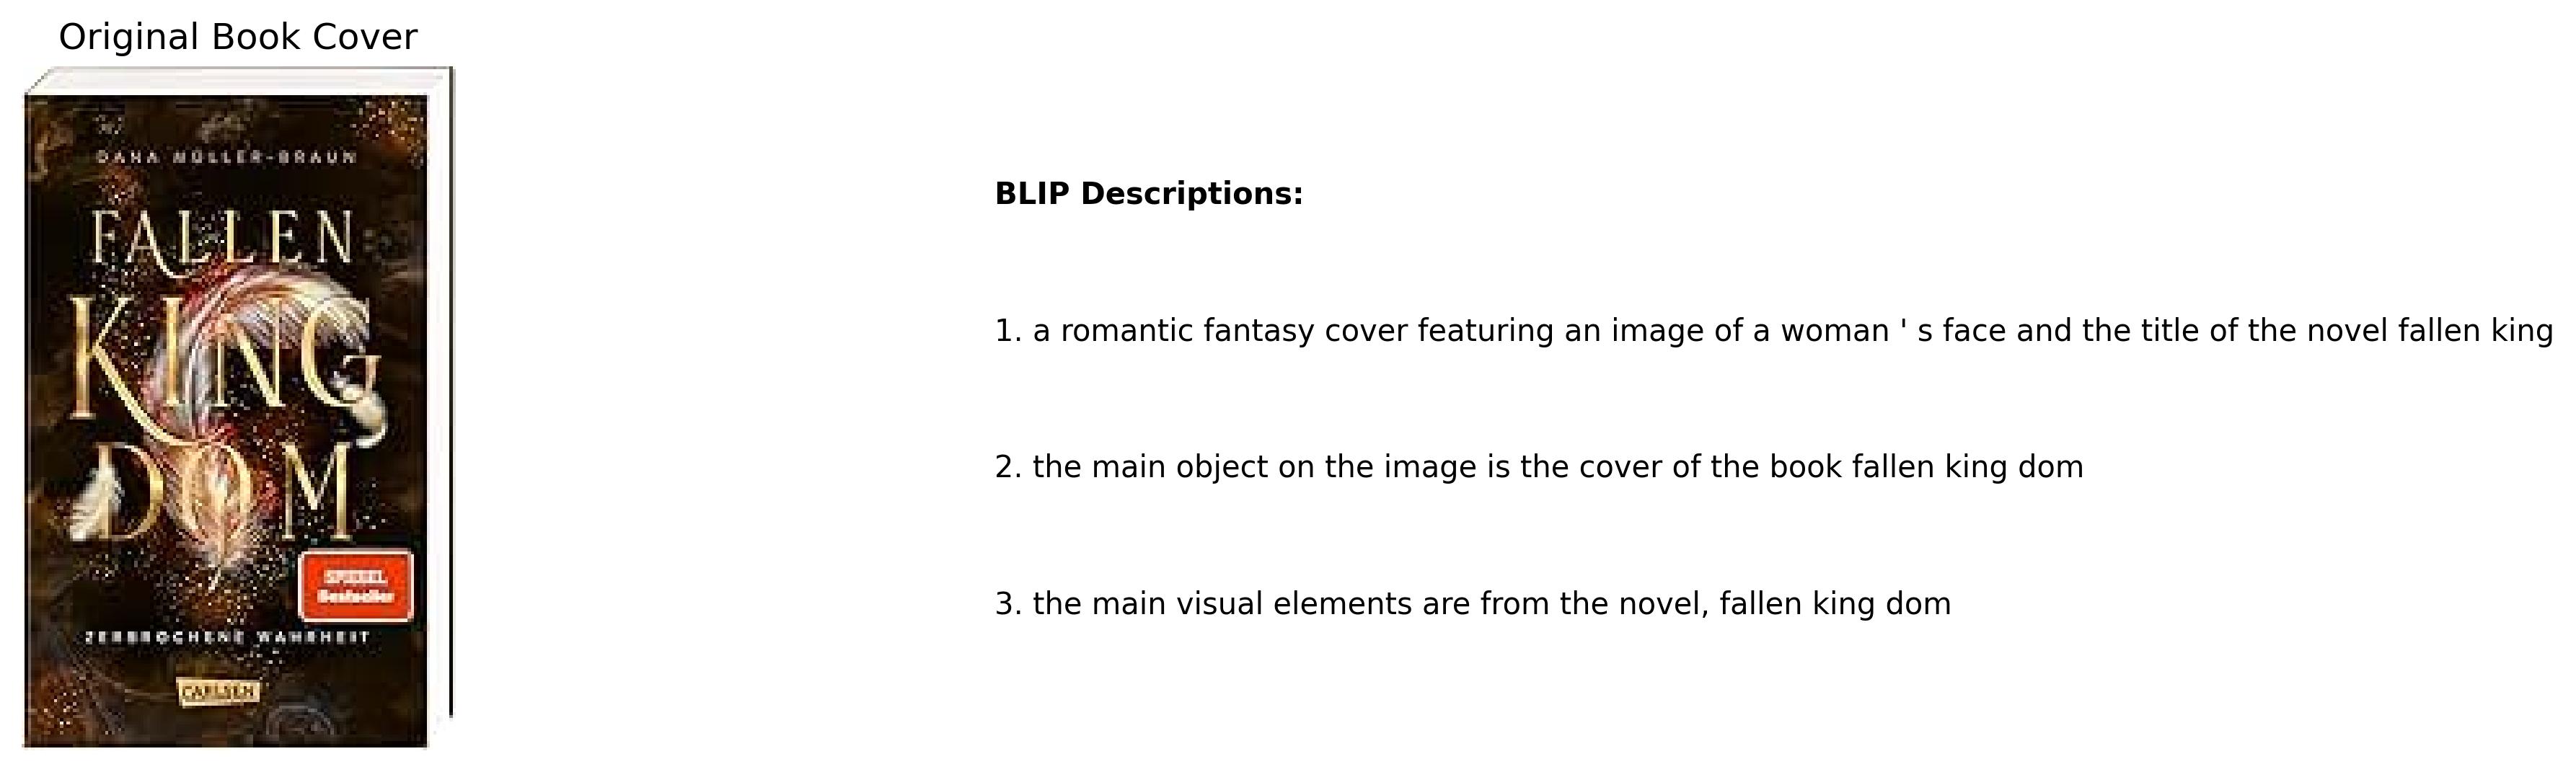 Original Book Cover
DANA MÜLLER-BRAUN
FALLEN
KING
DOM
SPIEGEL
Bestseller
ZERBROCHENE WAHRHEIT
CARLSEN
BLIP Descriptions:
1. a romantic fantasy cover featuring an image of a woman ' s face and the title of the novel fallen king
2. the main object on the image is the cover of the book fallen king dom
3. the main visual elements are from the novel, fallen king dom